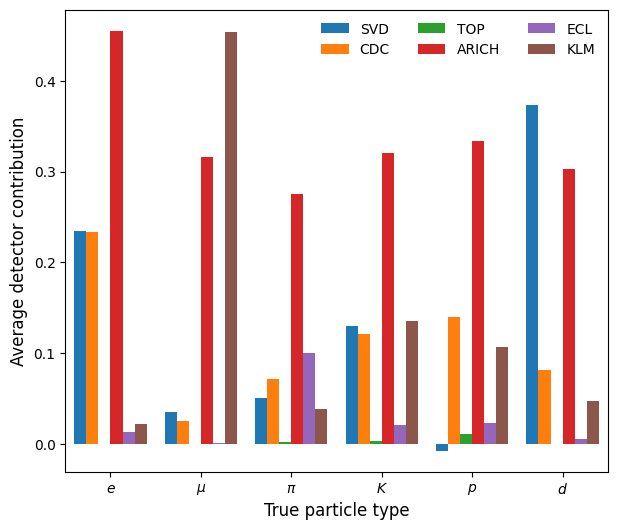 SVD TOP ECL
CDC ARICH KLM
Average detector contribution
0.4
0.3
0.2
0.1
0.0
e μ π K p d
True particle type